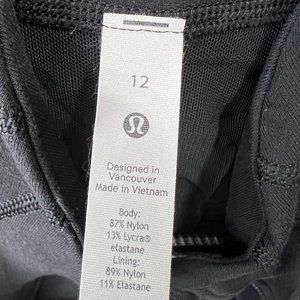 12
Designed in
Vancouver
Made in Vietnam
Body:
87% Nylon
13% Lycra®
elastane
Lining:
89% Nylon
11% Elastane